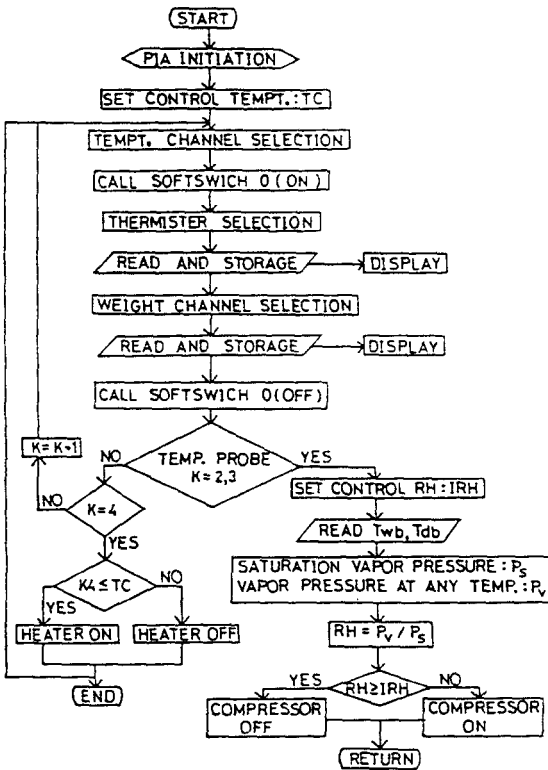 START
PIA INITIATION
SET CONTROL TEMPT.:TC
TEMPT. CHANNEL SELECTION
CALL SOFTSWICH 0(ON)
THERMISTER SELECTION
READ AND STORAGE
DISPLAY
WEIGHT CHANNEL SELECTION
READ AND STORAGE
DISPLAY
CALL SOFTSWICH 0(OFF)
TEMP. PROBE
K=2,3
NO
YES
K=K+1
NO
K=4
YES
K4≤TC
YES
NO
HEATER ON
HEATER OFF
END
SET CONTROL RH:IRH
READ Twb,Tdb
SATURATION VAPOR PRESSURE:Ps
VAPOR PRESSURE AT ANY TEMP.:Pv
RH=Pv/Ps
YES
RH≥IRH
NO
COMPRESSOR
OFF
COMPRESSOR
ON
RETURN